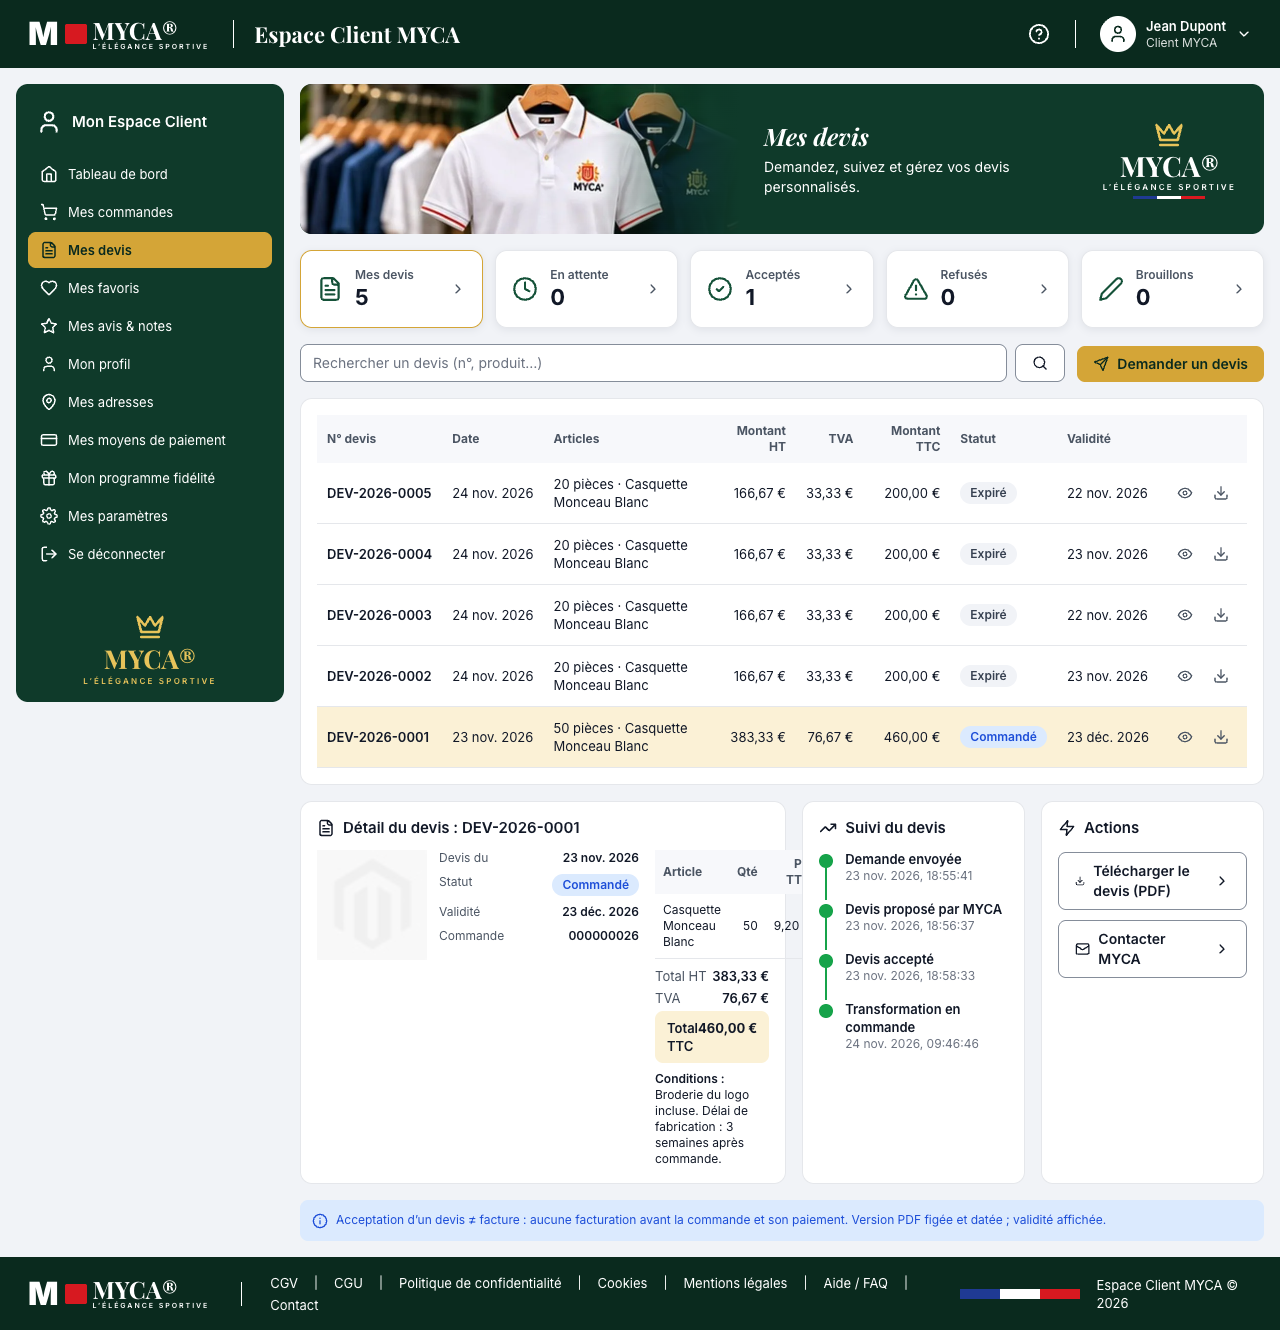 M MYCA®
L'ÉLÉGANCE SPORTIVE
Espace Client MYCA
Jean Dupont
Client MYCA
Mon Espace Client
Tableau de bord
Mes commandes
Mes devis
Mes favoris
Mes avis & notes
Mon profil
Mes adresses
Mes moyens de paiement
Mon programme fidélité
Mes paramètres
Se déconnecter
MYCA®
L'ÉLÉGANCE SPORTIVE
MYCA®
MYCA
Mes devis
Demandez, suivez et gérez vos devis
personnalisés.
MYCA®
L'ÉLÉGANCE SPORTIVE
Mes devis
5
En attente
0
Acceptés
1
Refusés
0
Brouillons
0
Rechercher un devis (n°, produit...)
Demander un devis
N° devis Date Articles Montant HT TVA Montant TTC Statut Validité
DEV-2026-0005 24 nov. 2026 20 pièces · Casquette Monceau Blanc 166,67 € 33,33 € 200,00 € Expiré 22 nov. 2026
DEV-2026-0004 24 nov. 2026 20 pièces · Casquette Monceau Blanc 166,67 € 33,33 € 200,00 € Expiré 23 nov. 2026
DEV-2026-0003 24 nov. 2026 20 pièces · Casquette Monceau Blanc 166,67 € 33,33 € 200,00 € Expiré 22 nov. 2026
DEV-2026-0002 24 nov. 2026 20 pièces · Casquette Monceau Blanc 166,67 € 33,33 € 200,00 € Expiré 23 nov. 2026
DEV-2026-0001 23 nov. 2026 50 pièces · Casquette Monceau Blanc 383,33 € 76,67 € 460,00 € Commandé 23 déc. 2026
Détail du devis : DEV-2026-0001
Devis du 23 nov. 2026
Statut Commandé
Validité 23 déc. 2026
Commande 000000026
Article Qté P
TT
Casquette
Monceau 50 9,20
Blanc
Total HT 383,33 €
TVA 76,67 €
Total 460,00 €
TTC
Conditions :
Broderie du logo
incluse. Délai de
fabrication : 3
semaines après
commande.
Suivi du devis
Demande envoyée
23 nov. 2026, 18:55:41
Devis proposé par MYCA
23 nov. 2026, 18:56:37
Devis accepté
23 nov. 2026, 18:58:33
Transformation en
commande
24 nov. 2026, 09:46:46
Actions
Télécharger le
devis (PDF)
Contacter
MYCA
Acceptation d'un devis ≠ facture : aucune facturation avant la commande et son paiement. Version PDF figée et datée ; validité affichée.
M MYCA®
L'ÉLÉGANCE SPORTIVE
CGV | CGU | Politique de confidentialité | Cookies | Mentions légales | Aide / FAQ |
Contact
Espace Client MYCA ©
2026